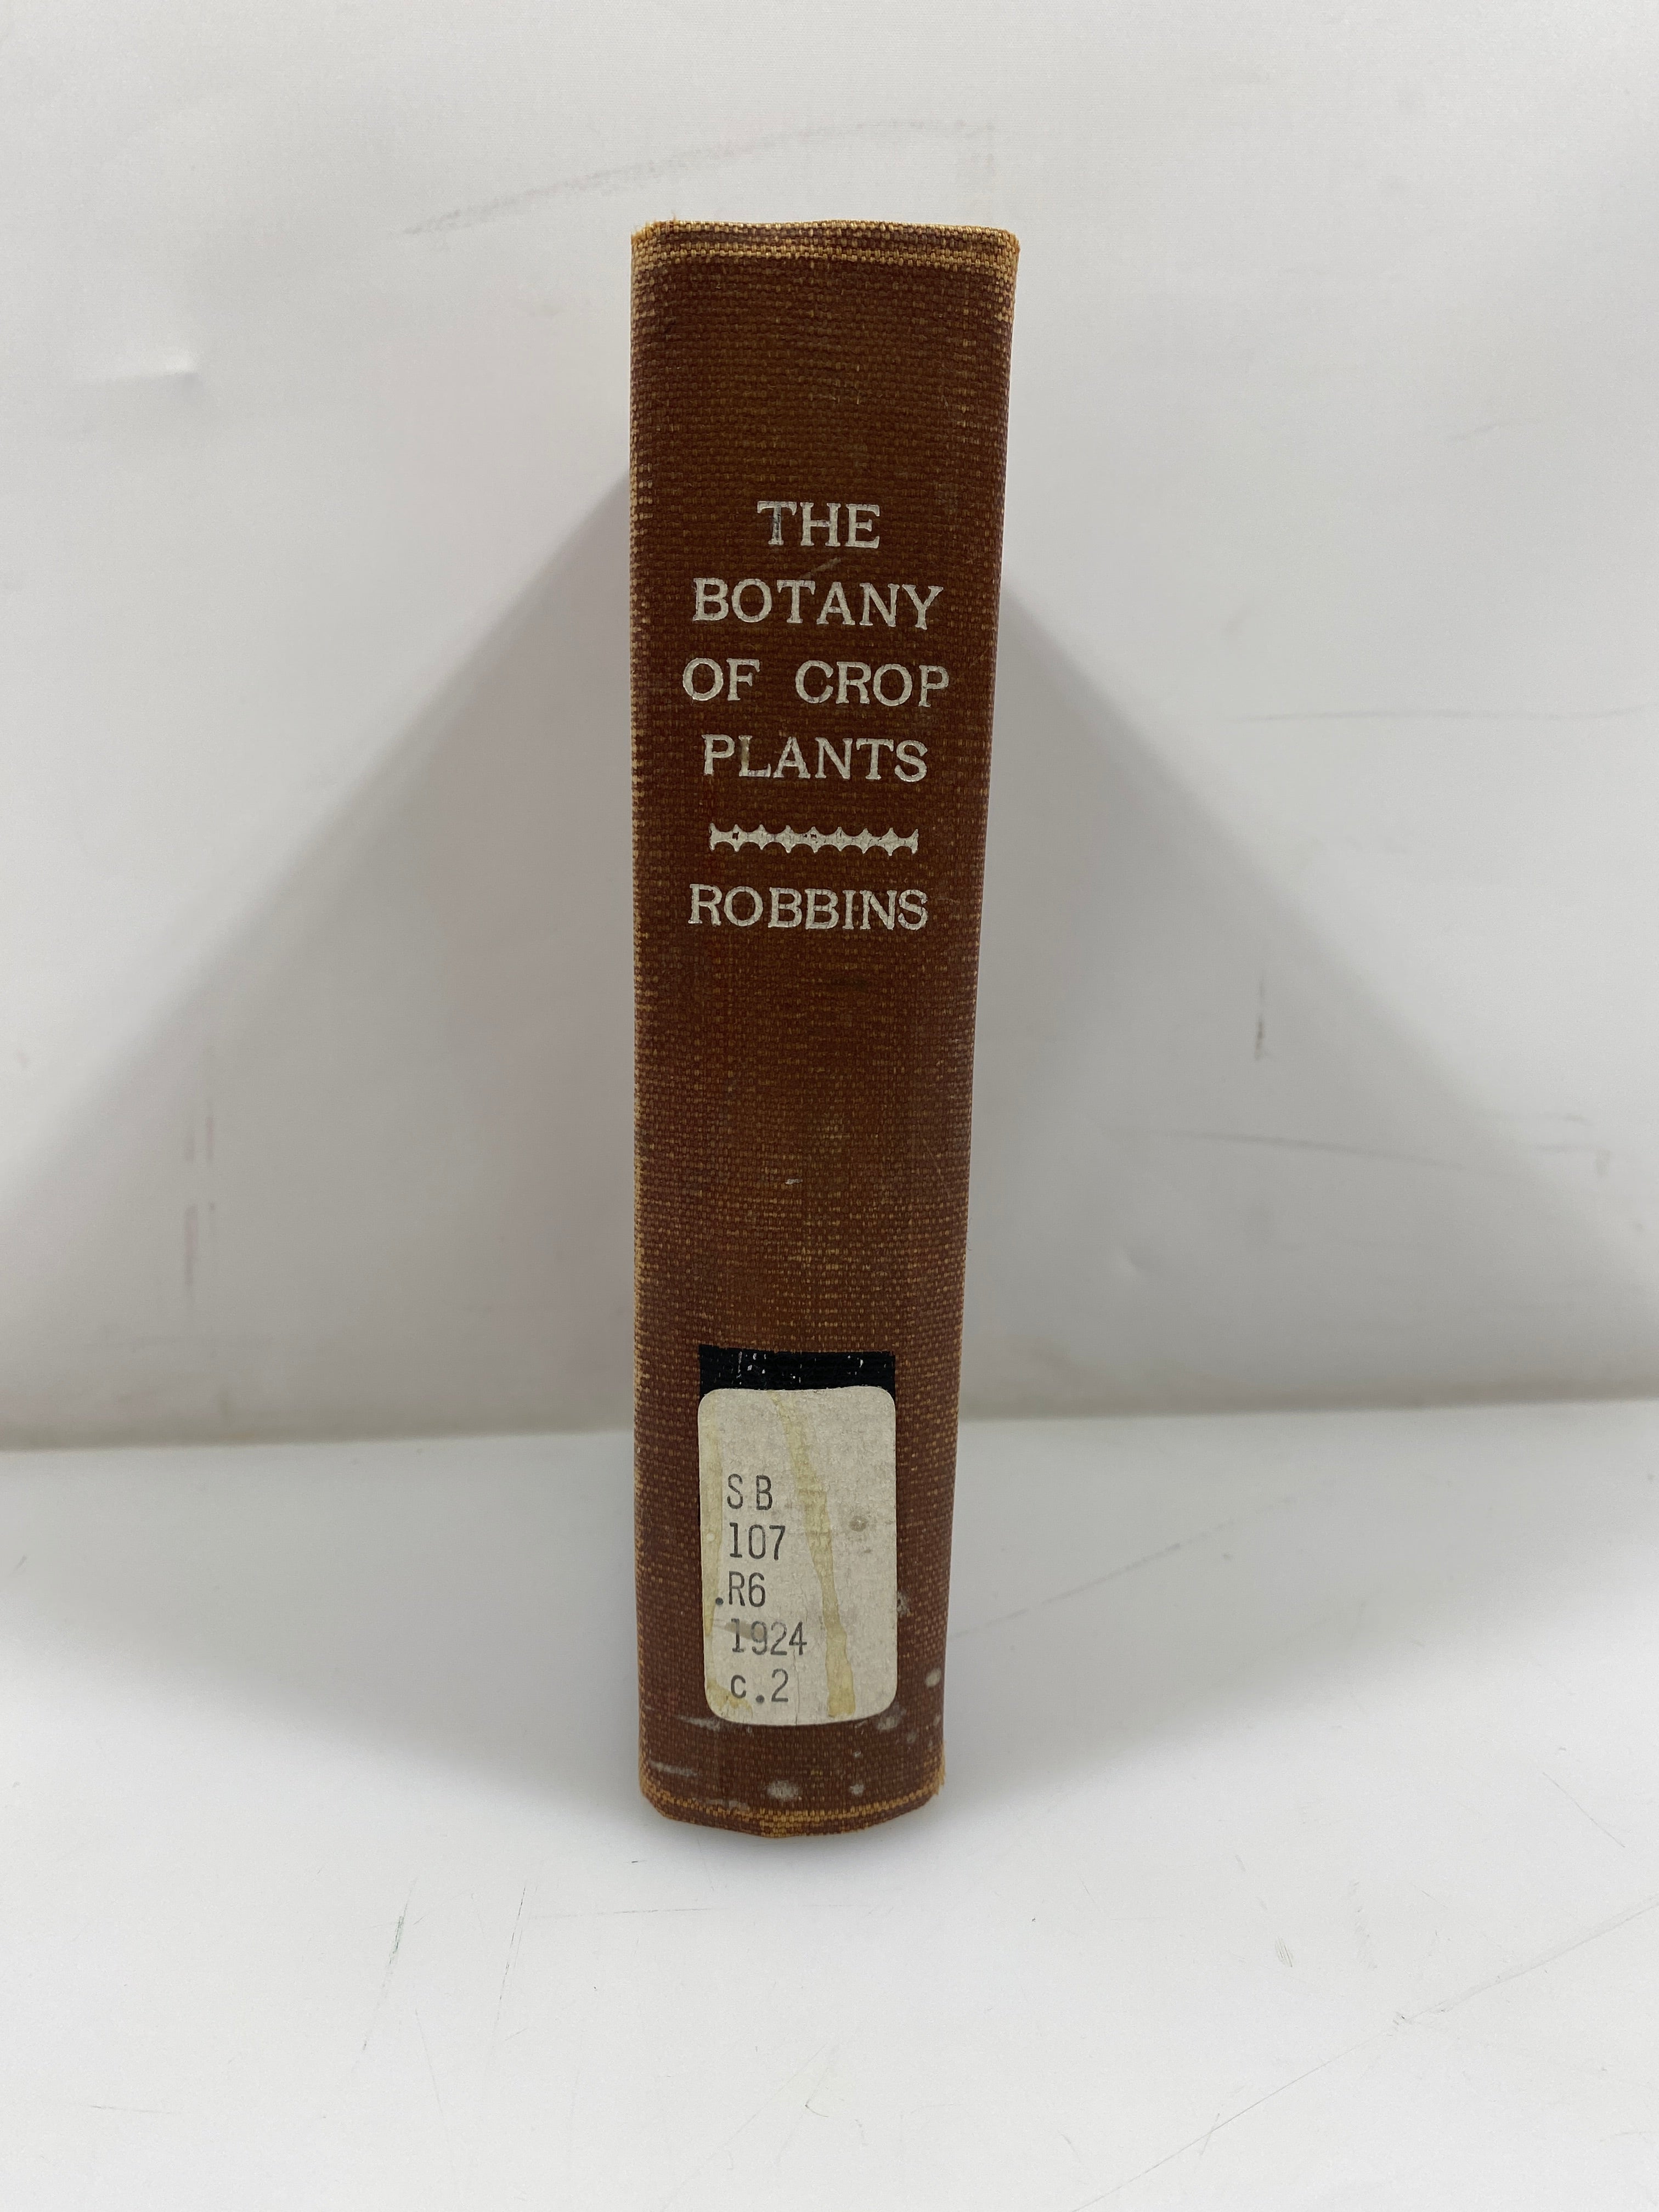 THE
BOTANY
OF CROP
PLANTS
ROBBINS
SB
107
.R6
1924
c.2